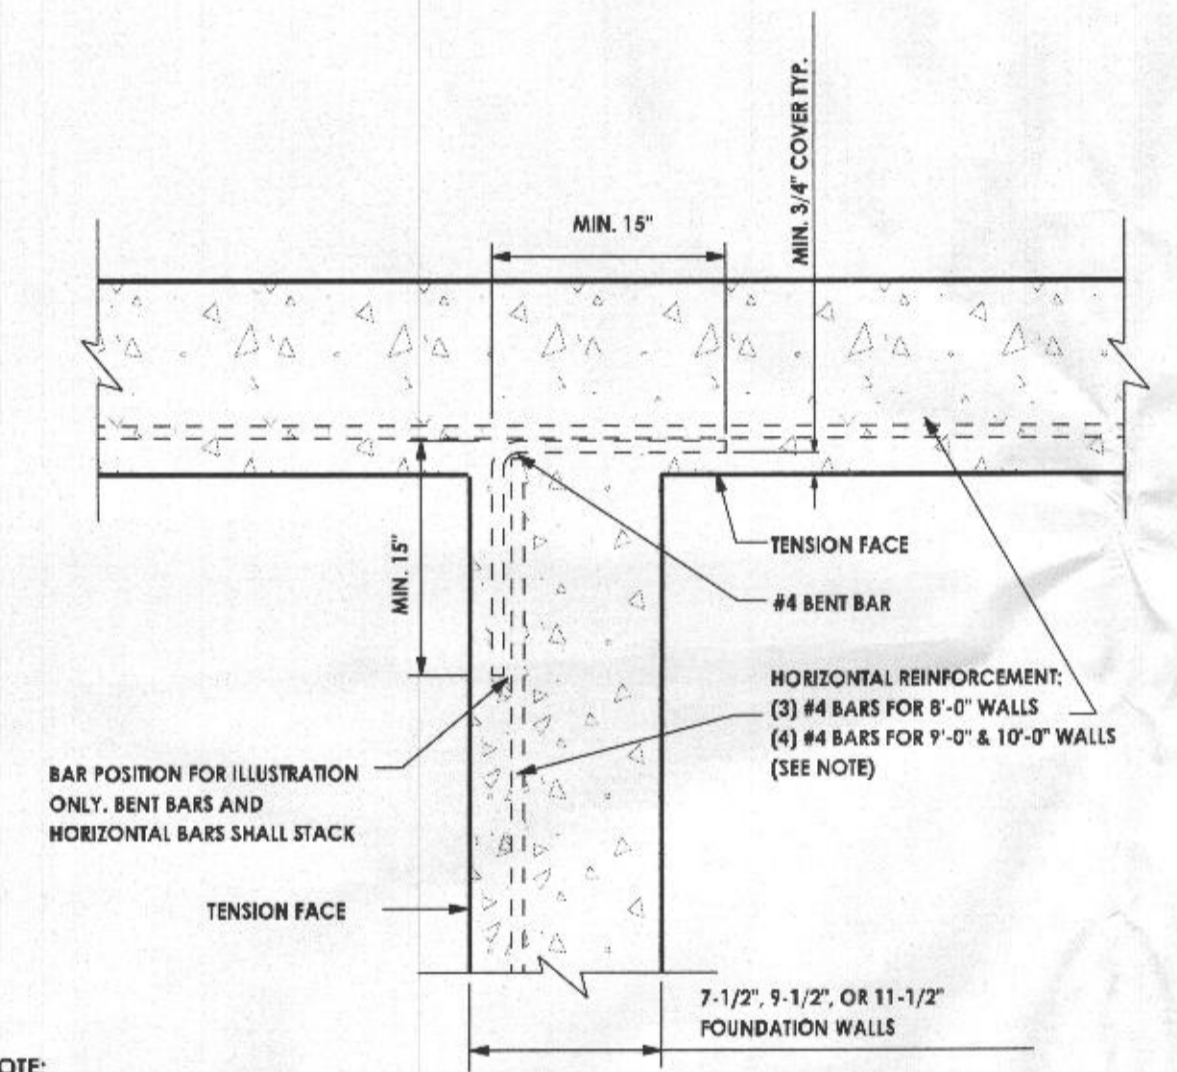 MIN. 15"
MIN. 3/4" COVER TYP.
MIN. 15"
TENSION FACE
#4 BENT BAR
HORIZONTAL REINFORCEMENT:
(3) #4 BARS FOR 8'-0" WALLS
(4) #4 BARS FOR 9'-0" & 10'-0" WALLS
(SEE NOTE)
BAR POSITION FOR ILLUSTRATION
ONLY. BENT BARS AND
HORIZONTAL BARS SHALL STACK
TENSION FACE
7-1/2", 9-1/2", OR 11-1/2"
FOUNDATION WALLS